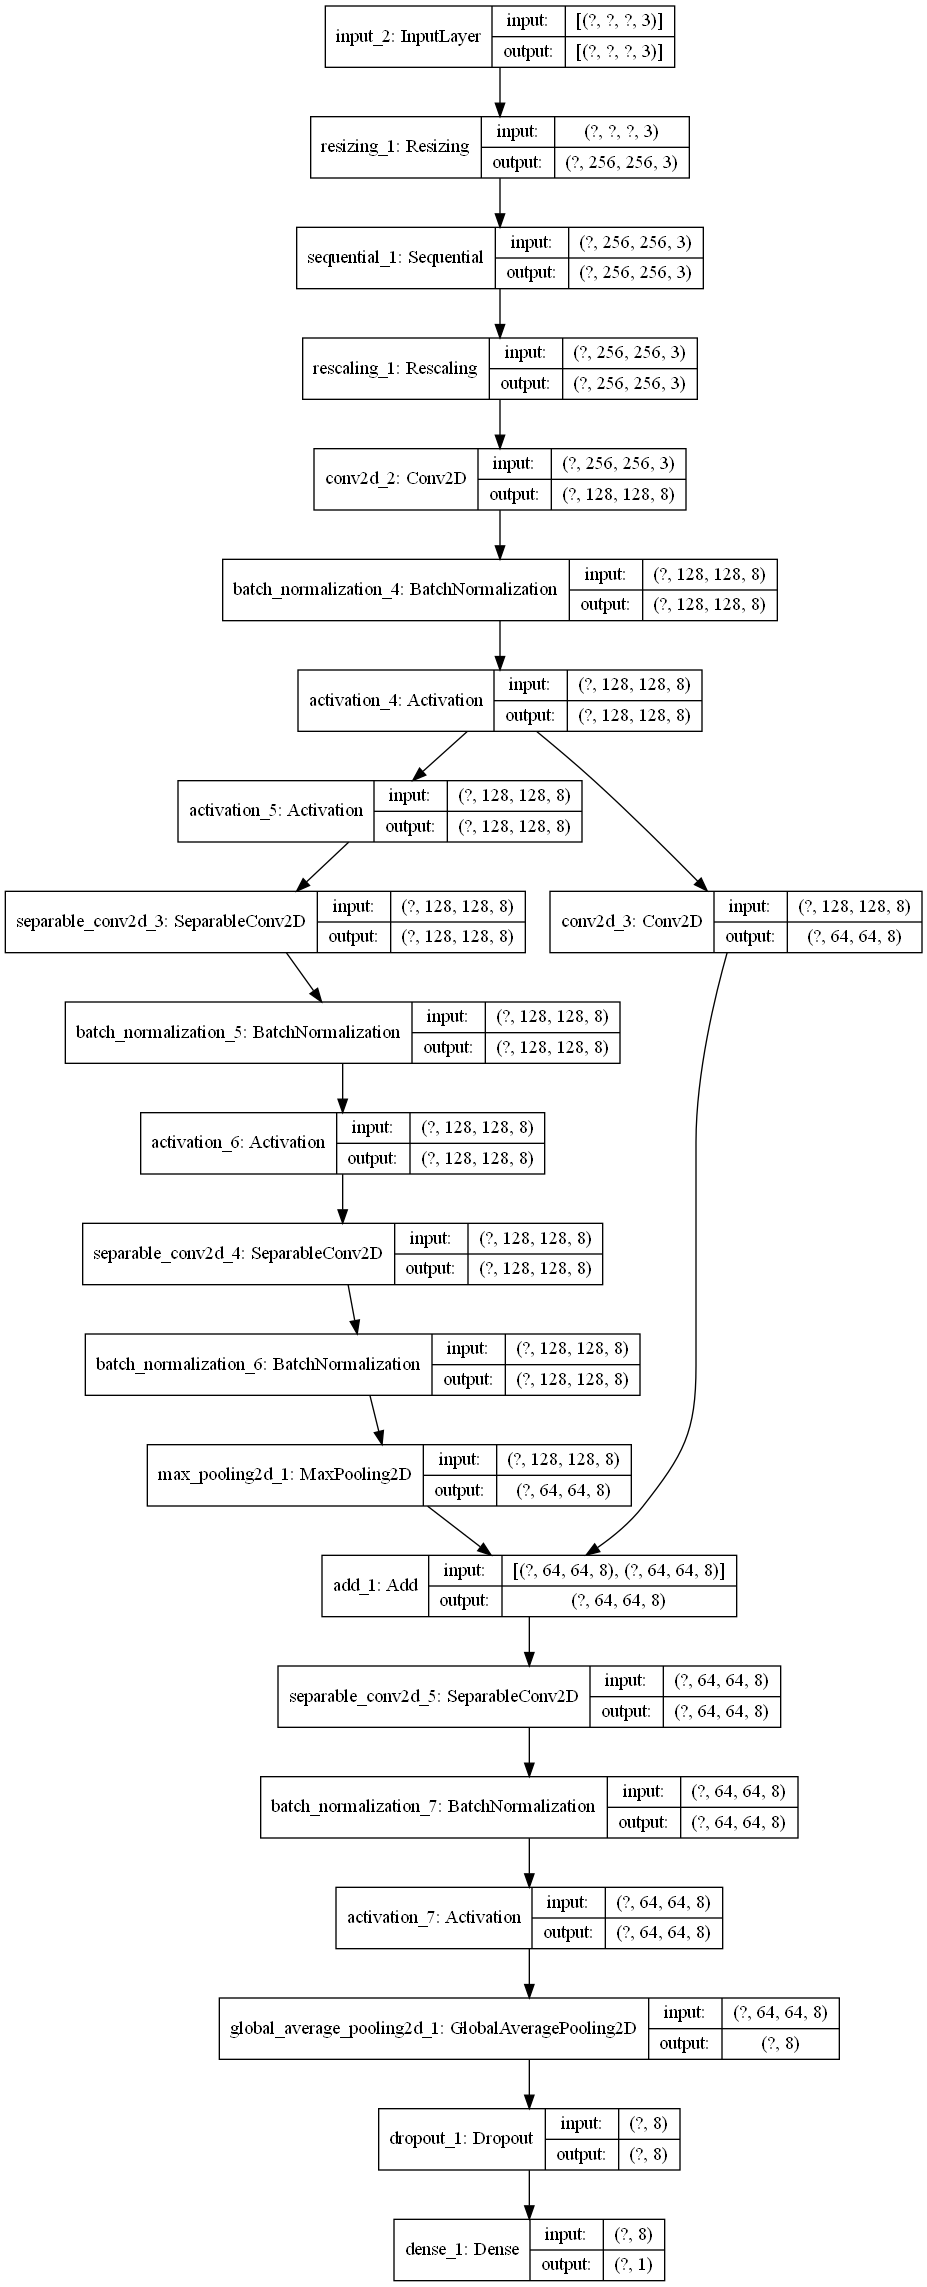 input_2: InputLayer
input: [(?, ?, ?, 3)]
output: [(?, ?, ?, 3)]
resizing_1: Resizing
input: (?, ?, ?, 3)
output: (?, 256, 256, 3)
sequential_1: Sequential
input: (?, 256, 256, 3)
output: (?, 256, 256, 3)
rescaling_1: Rescaling
input: (?, 256, 256, 3)
output: (?, 256, 256, 3)
conv2d_2: Conv2D
input: (?, 256, 256, 3)
output: (?, 128, 128, 8)
batch_normalization_4: BatchNormalization
input: (?, 128, 128, 8)
output: (?, 128, 128, 8)
activation_4: Activation
input: (?, 128, 128, 8)
output: (?, 128, 128, 8)
activation_5: Activation
input: (?, 128, 128, 8)
output: (?, 128, 128, 8)
separable_conv2d_3: SeparableConv2D
input: (?, 128, 128, 8)
output: (?, 128, 128, 8)
conv2d_3: Conv2D
input: (?, 128, 128, 8)
output: (?, 64, 64, 8)
batch_normalization_5: BatchNormalization
input: (?, 128, 128, 8)
output: (?, 128, 128, 8)
activation_6: Activation
input: (?, 128, 128, 8)
output: (?, 128, 128, 8)
separable_conv2d_4: SeparableConv2D
input: (?, 128, 128, 8)
output: (?, 128, 128, 8)
batch_normalization_6: BatchNormalization
input: (?, 128, 128, 8)
output: (?, 128, 128, 8)
max_pooling2d_1: MaxPooling2D
input: (?, 128, 128, 8)
output: (?, 64, 64, 8)
add_1: Add
input: [(?, 64, 64, 8), (?, 64, 64, 8)]
output: (?, 64, 64, 8)
separable_conv2d_5: SeparableConv2D
input: (?, 64, 64, 8)
output: (?, 64, 64, 8)
batch_normalization_7: BatchNormalization
input: (?, 64, 64, 8)
output: (?, 64, 64, 8)
activation_7: Activation
input: (?, 64, 64, 8)
output: (?, 64, 64, 8)
global_average_pooling2d_1: GlobalAveragePooling2D
input: (?, 64, 64, 8)
output: (?, 8)
dropout_1: Dropout
input: (?, 8)
output: (?, 8)
dense_1: Dense
input: (?, 8)
output: (?, 1)